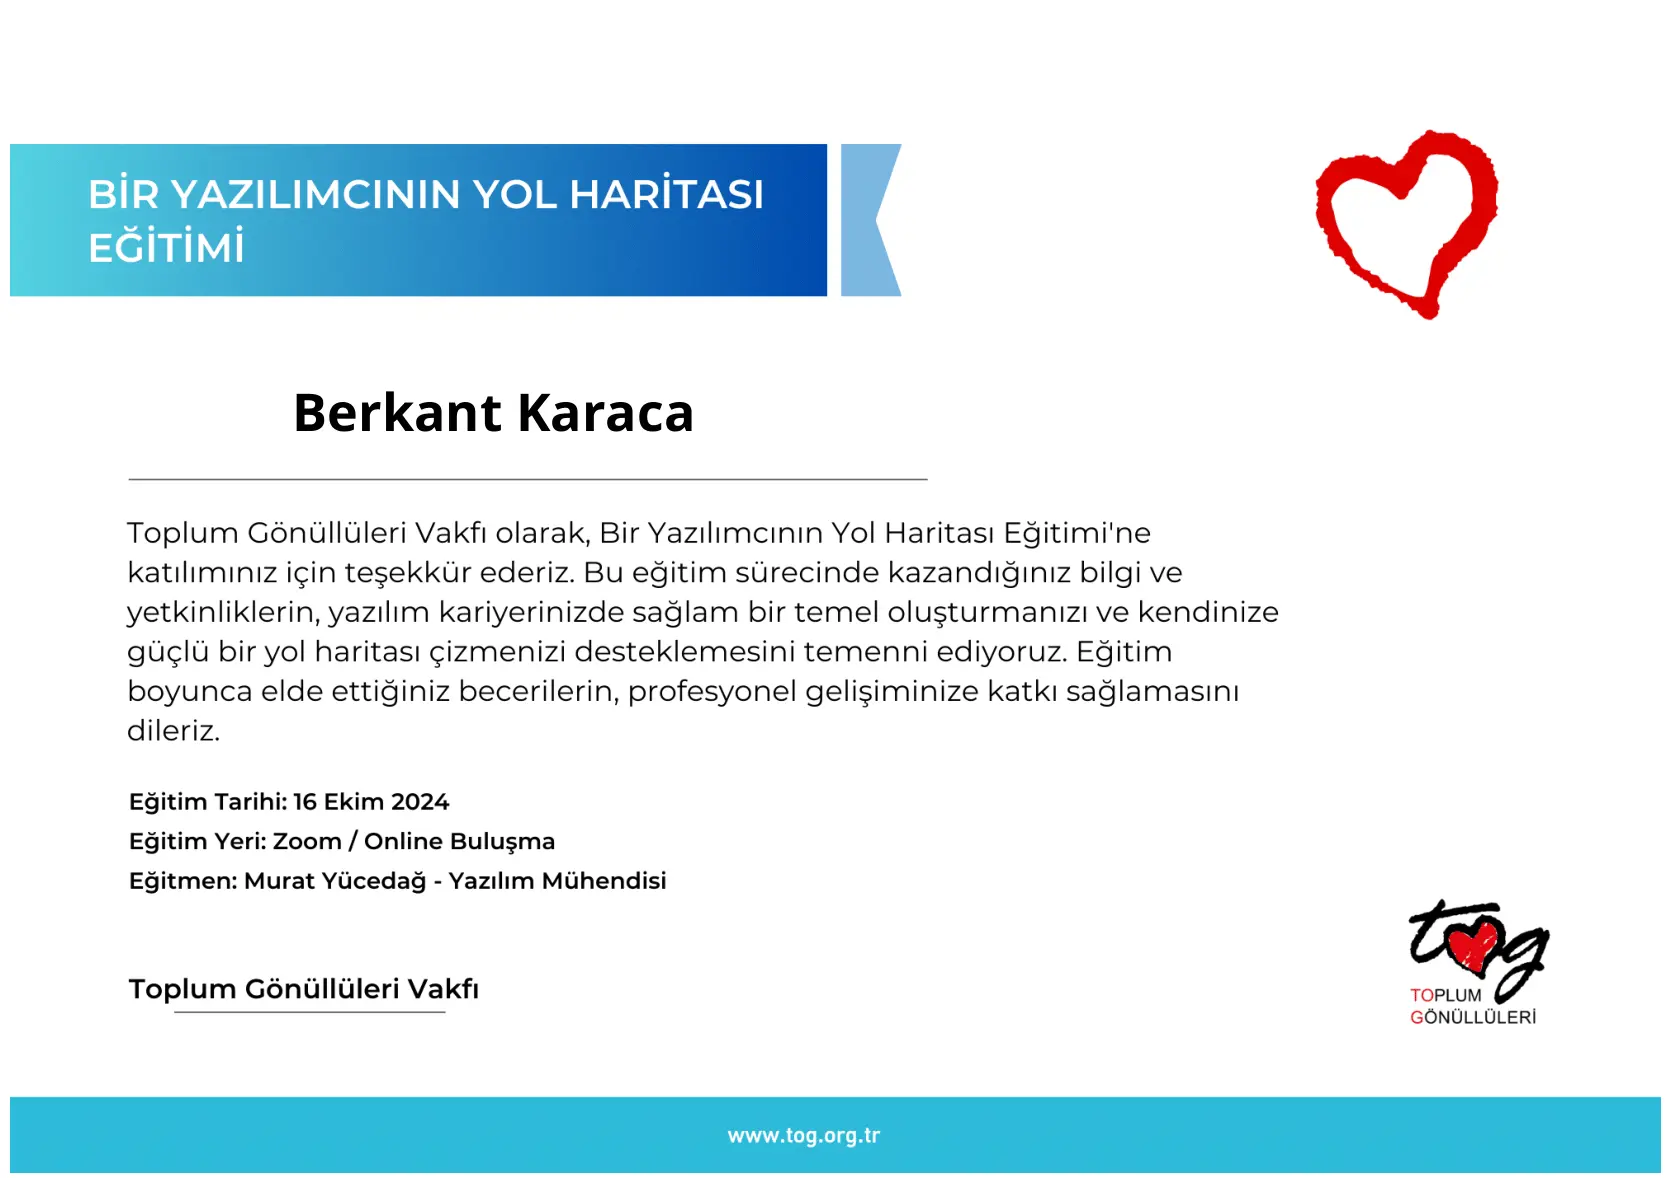 BİR YAZILIMCININ YOL HARİTASI
EĞİTİMİ
Berkant Karaca
Toplum Gönüllüleri Vakfı olarak, Bir Yazılımcının Yol Haritası Eğitimi'ne
katılımınız için teşekkür ederiz. Bu eğitim sürecinde kazandığınız bilgi ve
yetkinliklerin, yazılım kariyerinizde sağlam bir temel oluşturmanızı ve kendinize
güçlü bir yol haritası çizmenizi desteklemesini temenni ediyoruz. Eğitim
boyunca elde ettiğiniz becerilerin, profesyonel gelişiminize katkı sağlamasını
dileriz.
Eğitim Tarihi: 16 Ekim 2024
Eğitim Yeri: Zoom / Online Buluşma
Eğitmen: Murat Yücedağ - Yazılım Mühendisi
Toplum Gönüllüleri Vakfı
tog
TOPLUM
GÖNÜLLÜLERİ
www.tog.org.tr